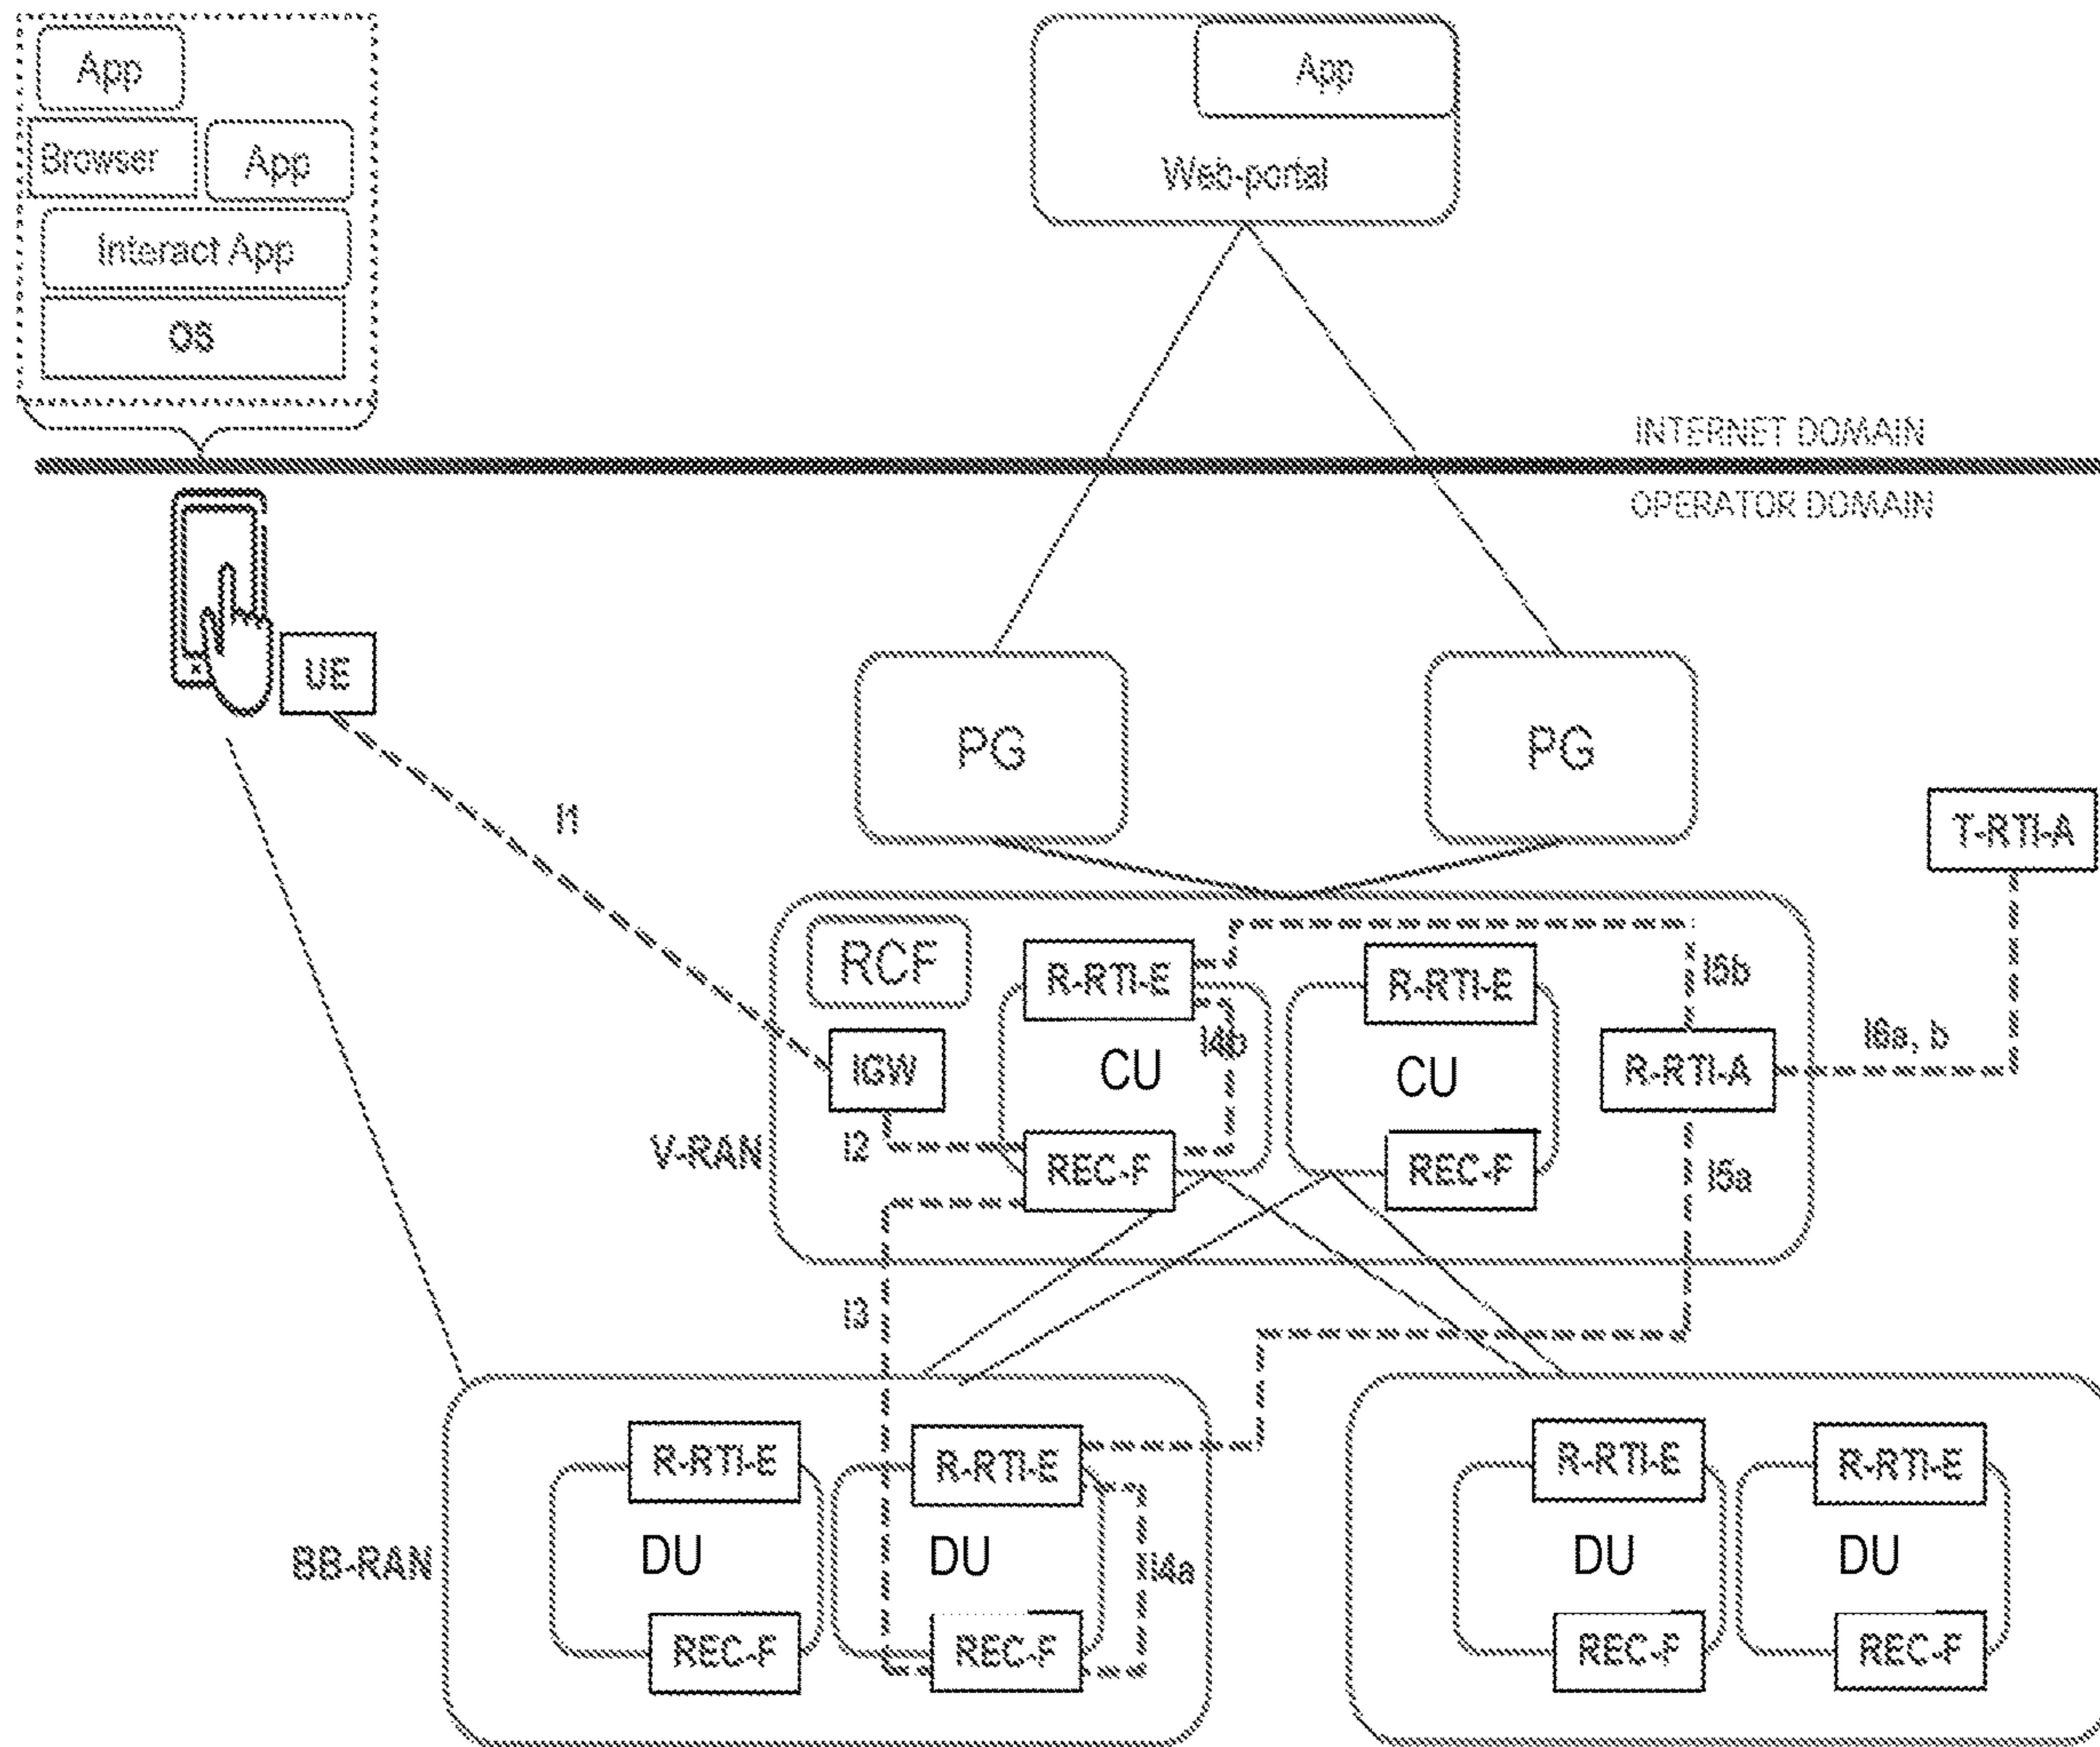 App
App
Browser
App
Web-portal
Interact App
OS
INTERNET DOMAIN
OPERATOR DOMAIN
UE
PG
PG
I1
T-RTI-A
RCF
R-RTI-E
R-RTI-E
I5b
I4b
I6a, b
IGW
CU
CU
R-RTI-A
V-RAN
I2
REC-F
REC-F
I5a
I3
R-RTI-E
R-RTI-E
R-RTI-E
R-RTI-E
BB-RAN
DU
DU
I4a
DU
DU
REC-F
REC-F
REC-F
REC-F